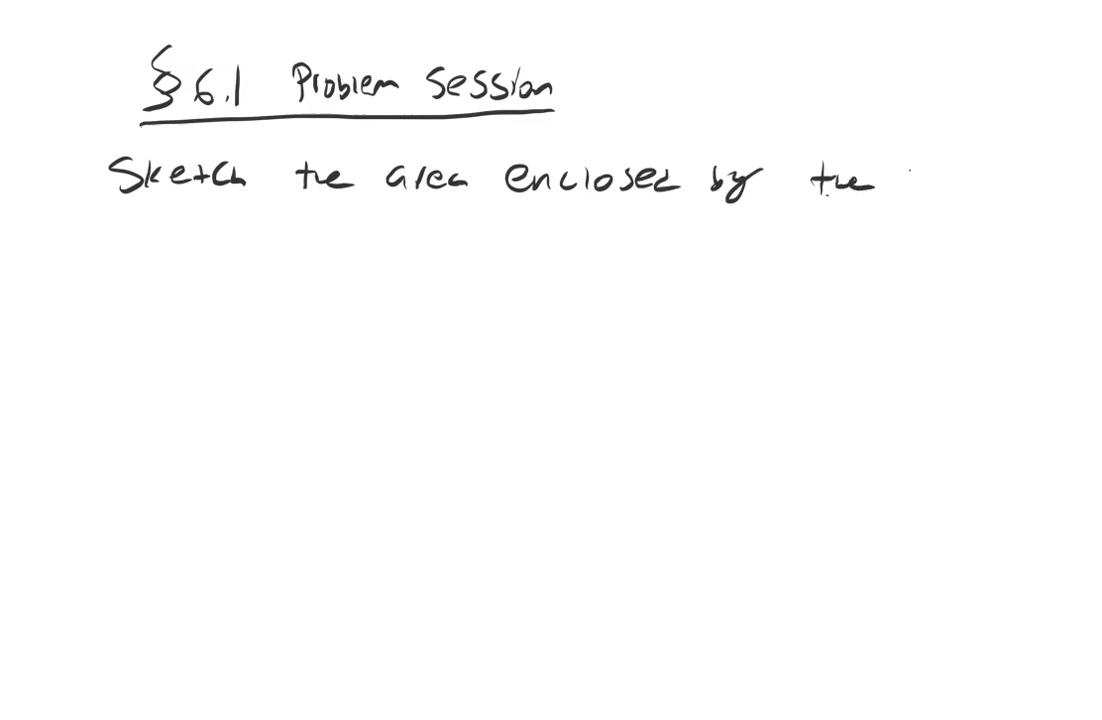 § 6.1 Problem Session
Sketch the area enclosed by the